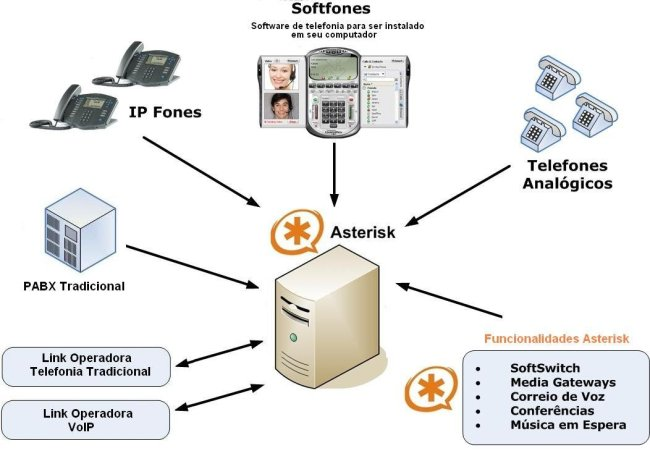 Softfones
Software de telefonia para ser instalado
em seu computador
IP Fones
Telefones
Analógicos
Asterisk
PABX Tradicional
Link Operadora
Telefonia Tradicional
Link Operadora
VoIP
Funcionalidades Asterisk
• SoftSwitch
• Media Gateways
• Correio de Voz
• Conferências
• Música em Espera